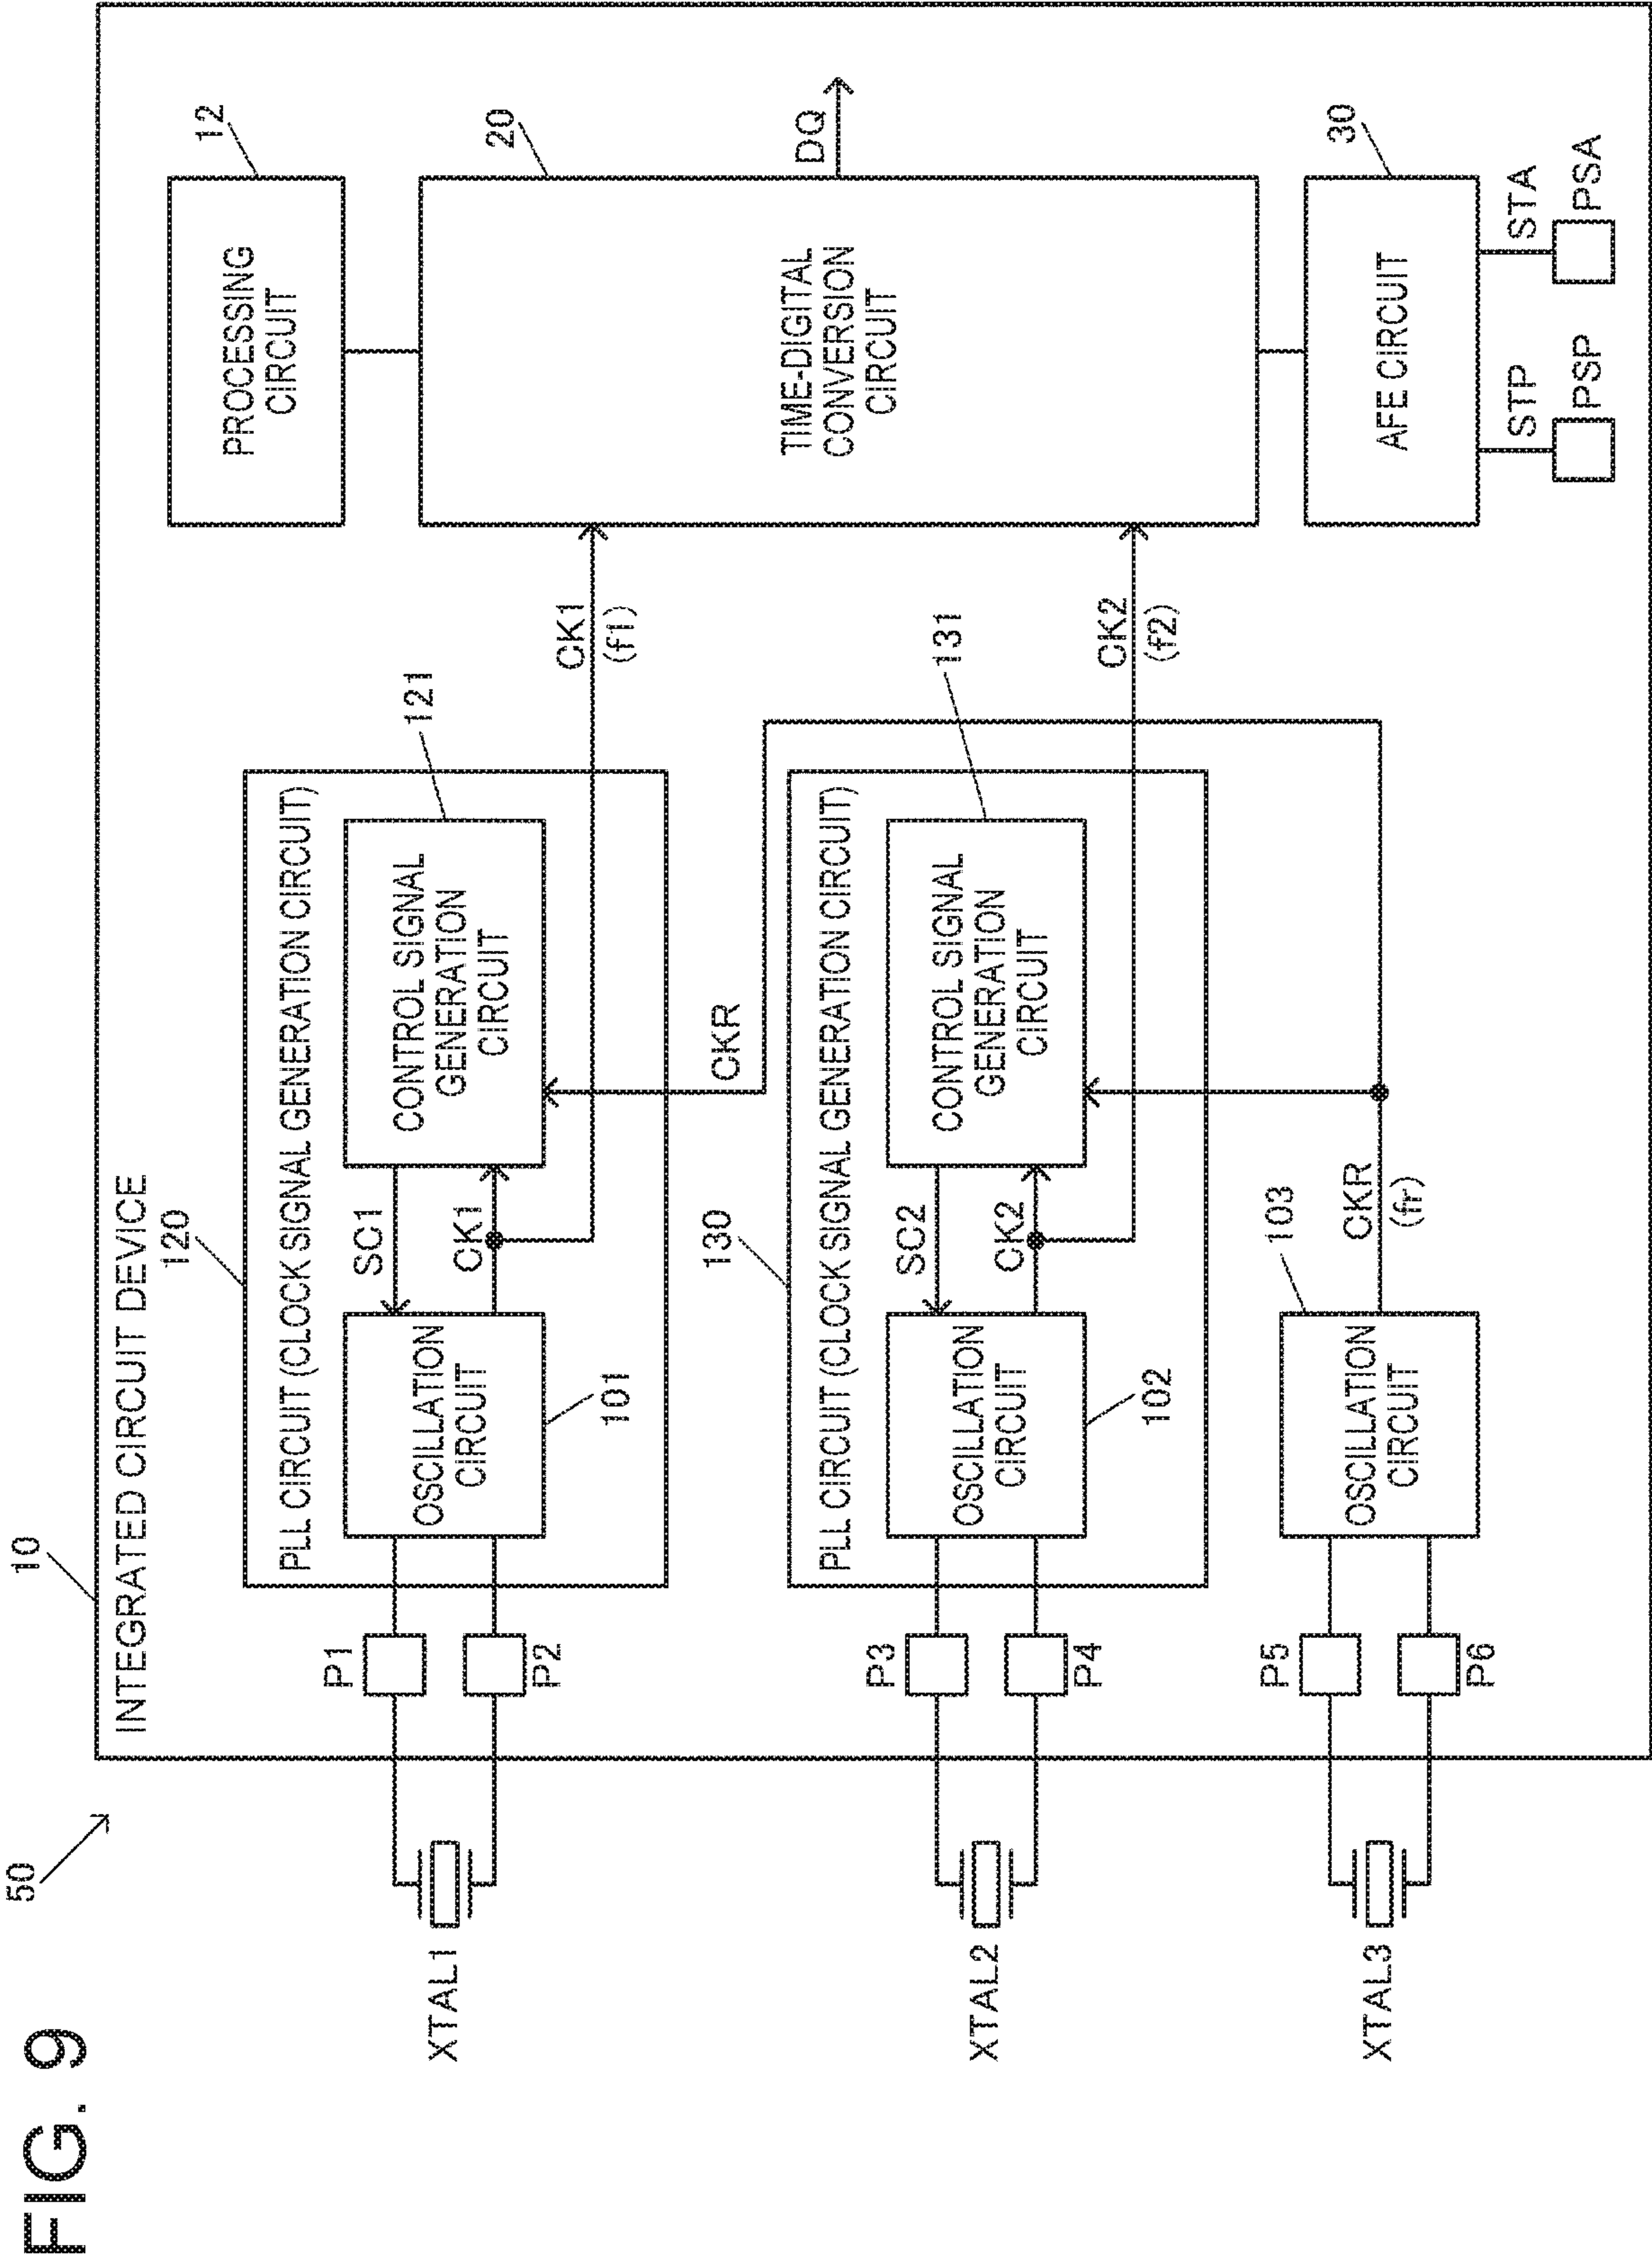 FIG. 9
50
10
INTEGRATED CIRCUIT DEVICE
120
PLL CIRCUIT (CLOCK SIGNAL GENERATION CIRCUIT)
XTAL1
P1
P2
OSCILLATION
CIRCUIT
101
SC1
CK1
CONTROL SIGNAL
GENERATION
CIRCUIT
121
CK1
(f1)
CKR
130
PLL CIRCUIT (CLOCK SIGNAL GENERATION CIRCUIT)
XTAL2
P3
P4
OSCILLATION
CIRCUIT
102
SC2
CK2
CONTROL SIGNAL
GENERATION
CIRCUIT
131
CK2
(f2)
XTAL3
P5
P6
OSCILLATION
CIRCUIT
103
CKR
(fr)
PROCESSING
CIRCUIT
12
TIME-DIGITAL
CONVERSION
CIRCUIT
20
DQ
AFE CIRCUIT
30
STP
STA
PSP
PSA